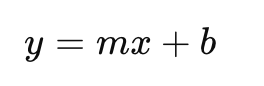 y = mx + b